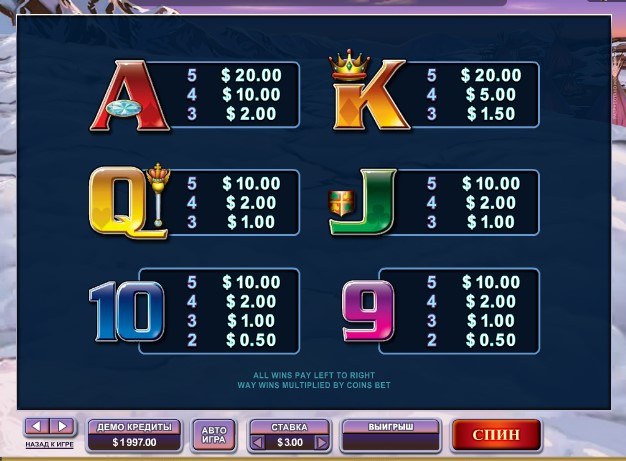 A
5 $ 20.00
4 $ 10.00
3 $ 2.00
K
5 $ 20.00
4 $ 5.00
3 $ 1.50
Q
5 $ 10.00
4 $ 2.00
3 $ 1.00
J
5 $ 10.00
4 $ 2.00
3 $ 1.00
10
5 $ 10.00
4 $ 2.00
3 $ 1.00
2 $ 0.50
9
5 $ 10.00
4 $ 2.00
3 $ 1.00
2 $ 0.50
ALL WINS PAY LEFT TO RIGHT
WAY WINS MULTIPLIED BY COINS BET
НАЗАД К ИГРЕ
ДЕМО КРЕДИТЫ
$1997.00
АВТО
ИГРА
СТАВКА
$3.00
ВЫИГРЫШ
СПИН